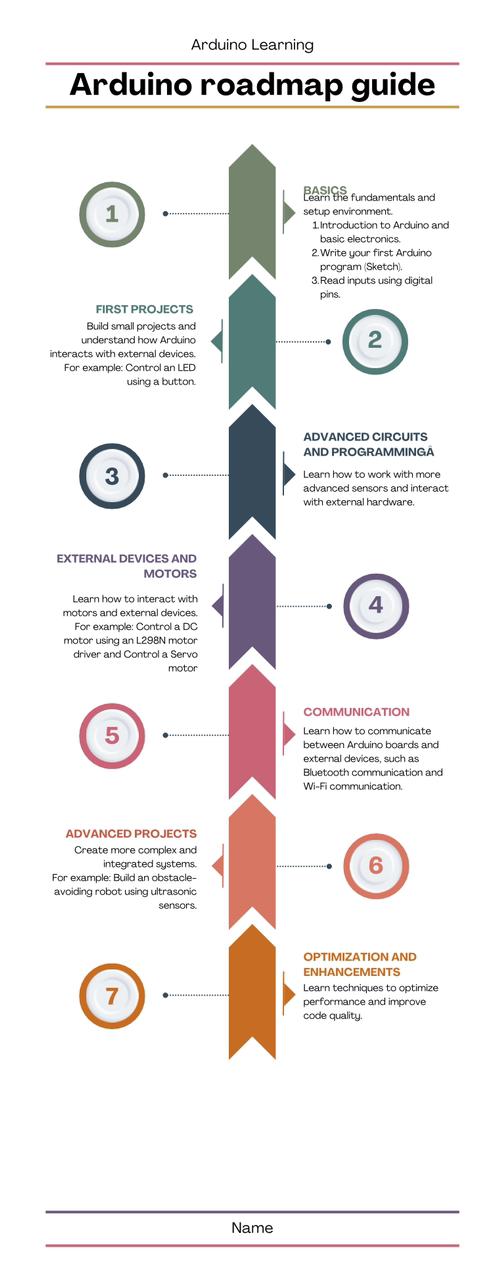 Arduino Learning
Arduino roadmap guide
1
BASICS
Learn the fundamentals and
setup environment.
1.Introduction to Arduino and
basic electronics.
2.Write your first Arduino
program (Sketch).
3.Read inputs using digital
pins.
FIRST PROJECTS
Build small projects and
understand how Arduino
interacts with external devices.
For example: Control an LED
using a button.
2
3
ADVANCED CIRCUITS
AND PROGRAMMINGÂ
Learn how to work with more
advanced sensors and interact
with external hardware.
EXTERNAL DEVICES AND
MOTORS
Learn how to interact with
motors and external devices.
For example: Control a DC
motor using an L298N motor
driver and Control a Servo
motor
4
5
COMMUNICATION
Learn how to communicate
between Arduino boards and
external devices, such as
Bluetooth communication and
Wi-Fi communication.
ADVANCED PROJECTS
Create more complex and
integrated systems.
For example: Build an obstacle-
avoiding robot using ultrasonic
sensors.
6
7
OPTIMIZATION AND
ENHANCEMENTS
Learn techniques to optimize
performance and improve
code quality.
Name